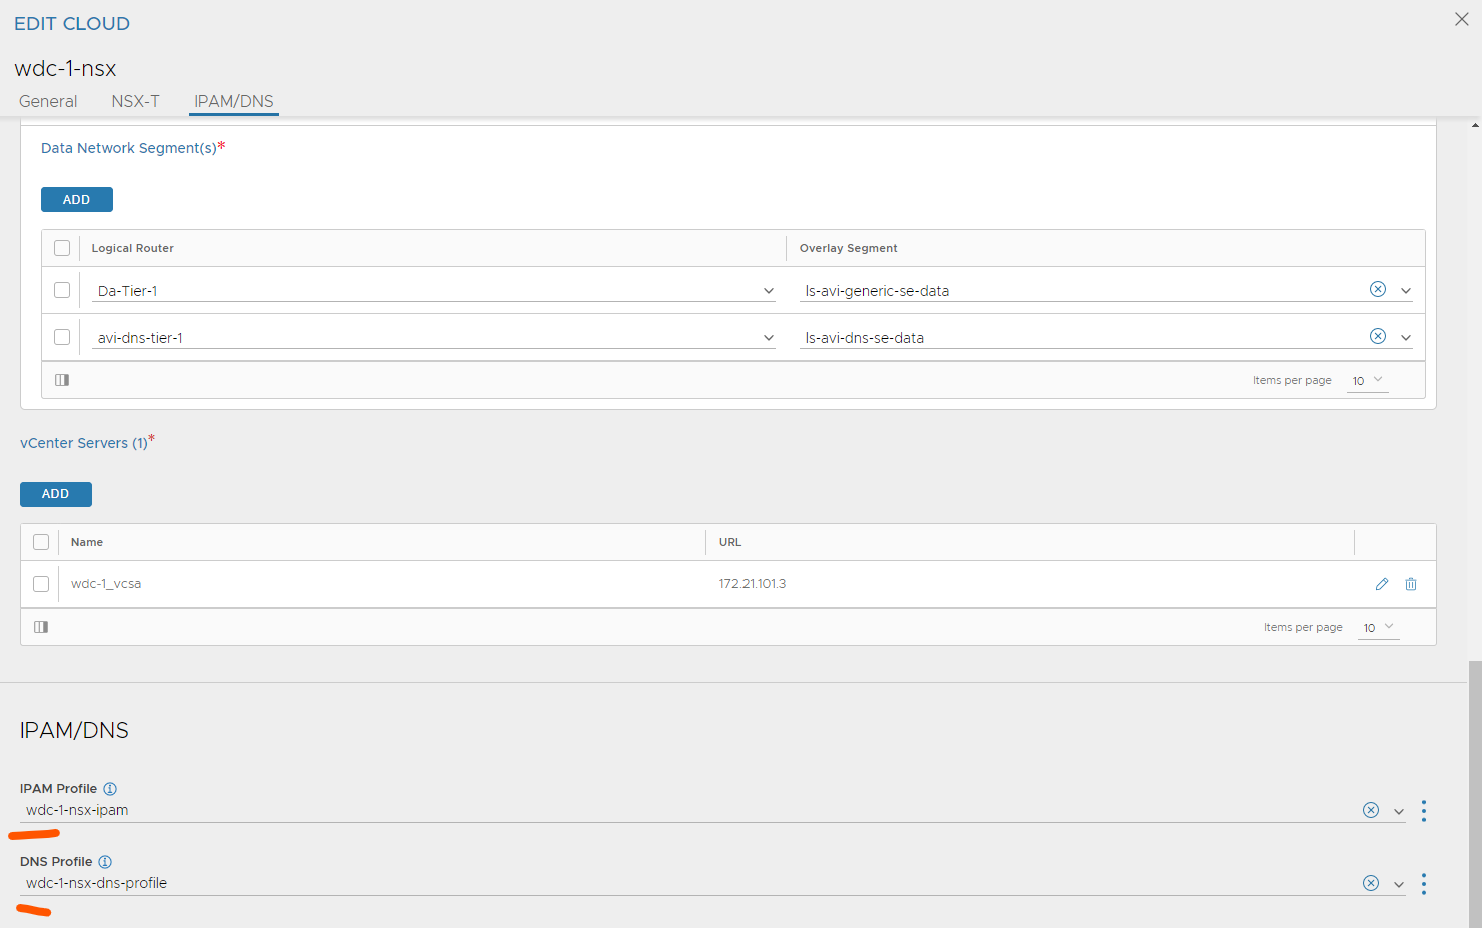 EDIT CLOUD
wdc-1-nsx
General NSX-T IPAM/DNS
Data Network Segment(s)*
ADD
Logical Router Overlay Segment
Da-Tier-1 ls-avi-generic-se-data
avi-dns-tier-1 ls-avi-dns-se-data
Items per page 10
vCenter Servers (1)*
ADD
Name URL
wdc-1_vcsa 172.21.101.3
Items per page 10
IPAM/DNS
IPAM Profile
wdc-1-nsx-ipam
DNS Profile
wdc-1-nsx-dns-profile